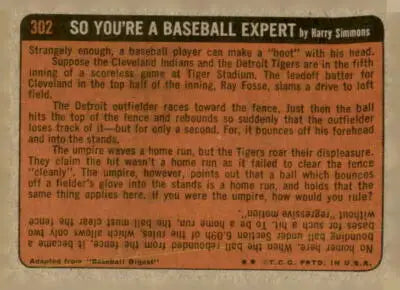 302 SO YOU'RE A BASEBALL EXPERT by Harry Simmons
Strangely enough, a baseball player can make a "boot" with his head.
Suppose the Cleveland Indians and the Detroit Tigers are in the fifth
inning of a scoreless game at Tiger Stadium. The leadoff batter for
Cleveland in the top half of the inning, Ray Fosse, slams a drive to left
field.
The Detroit outfielder races toward the fence. Just then the ball
hits the top of the fence and rebounds so suddenly that the outfielder
loses track of it—but for only a second. For, it bounces off his forehead
and into the stands.
The umpire waves a home run, but the Tigers roar their displeasure.
They claim the hit wasn't a home run as it failed to clear the fence
"cleanly". The umpire, however, points out that a ball which bounces
off a fielder's glove into the stands is a home run, and holds that the
same thing applies here. If you were the umpire, how would you rule?
No homer here. When the ball rebounded from the fence, it became a
bounding ball under section 6.09h of the rules which allows only two
bases for such a hit. To be a home run, the ball must clear the fence
without "regressive motion".
Adapted from "Baseball Digest"
©T.C.G. PRTD. IN U.S.A.